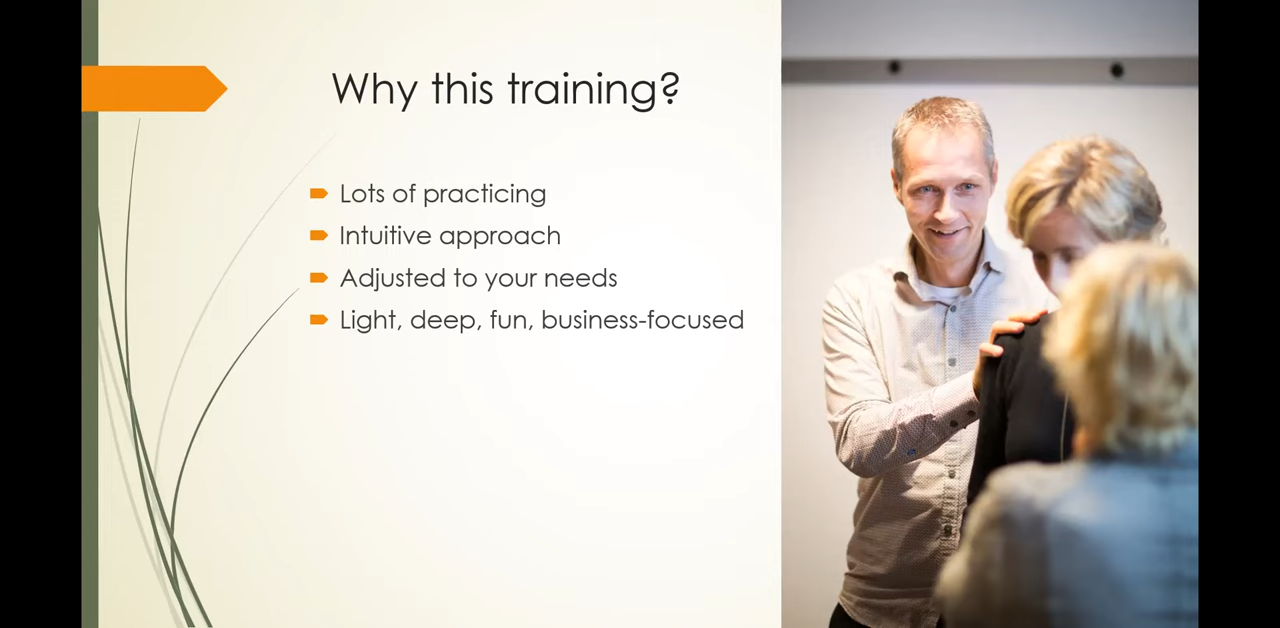 Why this training?
Lots of practicing
Intuitive approach
Adjusted to your needs
Light, deep, fun, business-focused